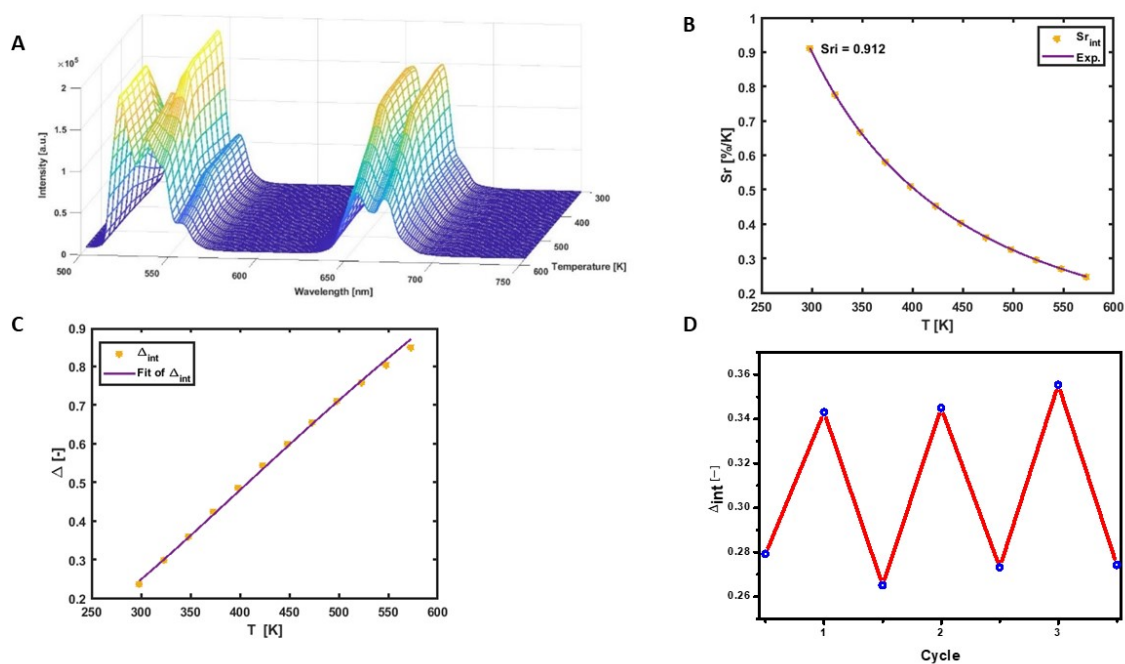 A
×10⁵
2
1.5
1
0.5
0
Intensity [a.u.]
500
550
600
650
700
750
Wavelength [nm]
300
400
500
600
Temperature [K]
B
1
0.9
0.8
0.7
0.6
0.5
0.4
0.3
0.2
Sr [%/K]
Sri = 0.912
Sr_int
Exp.
250 300 350 400 450 500 550 600
T [K]
C
0.9
0.8
0.7
0.6
0.5
0.4
0.3
0.2
Δ [-]
Δ_int
Fit of Δ_int
250 300 350 400 450 500 550 600
T [K]
D
0.36
0.34
0.32
0.30
0.28
0.26
Δint [−]
1 2 3
Cycle